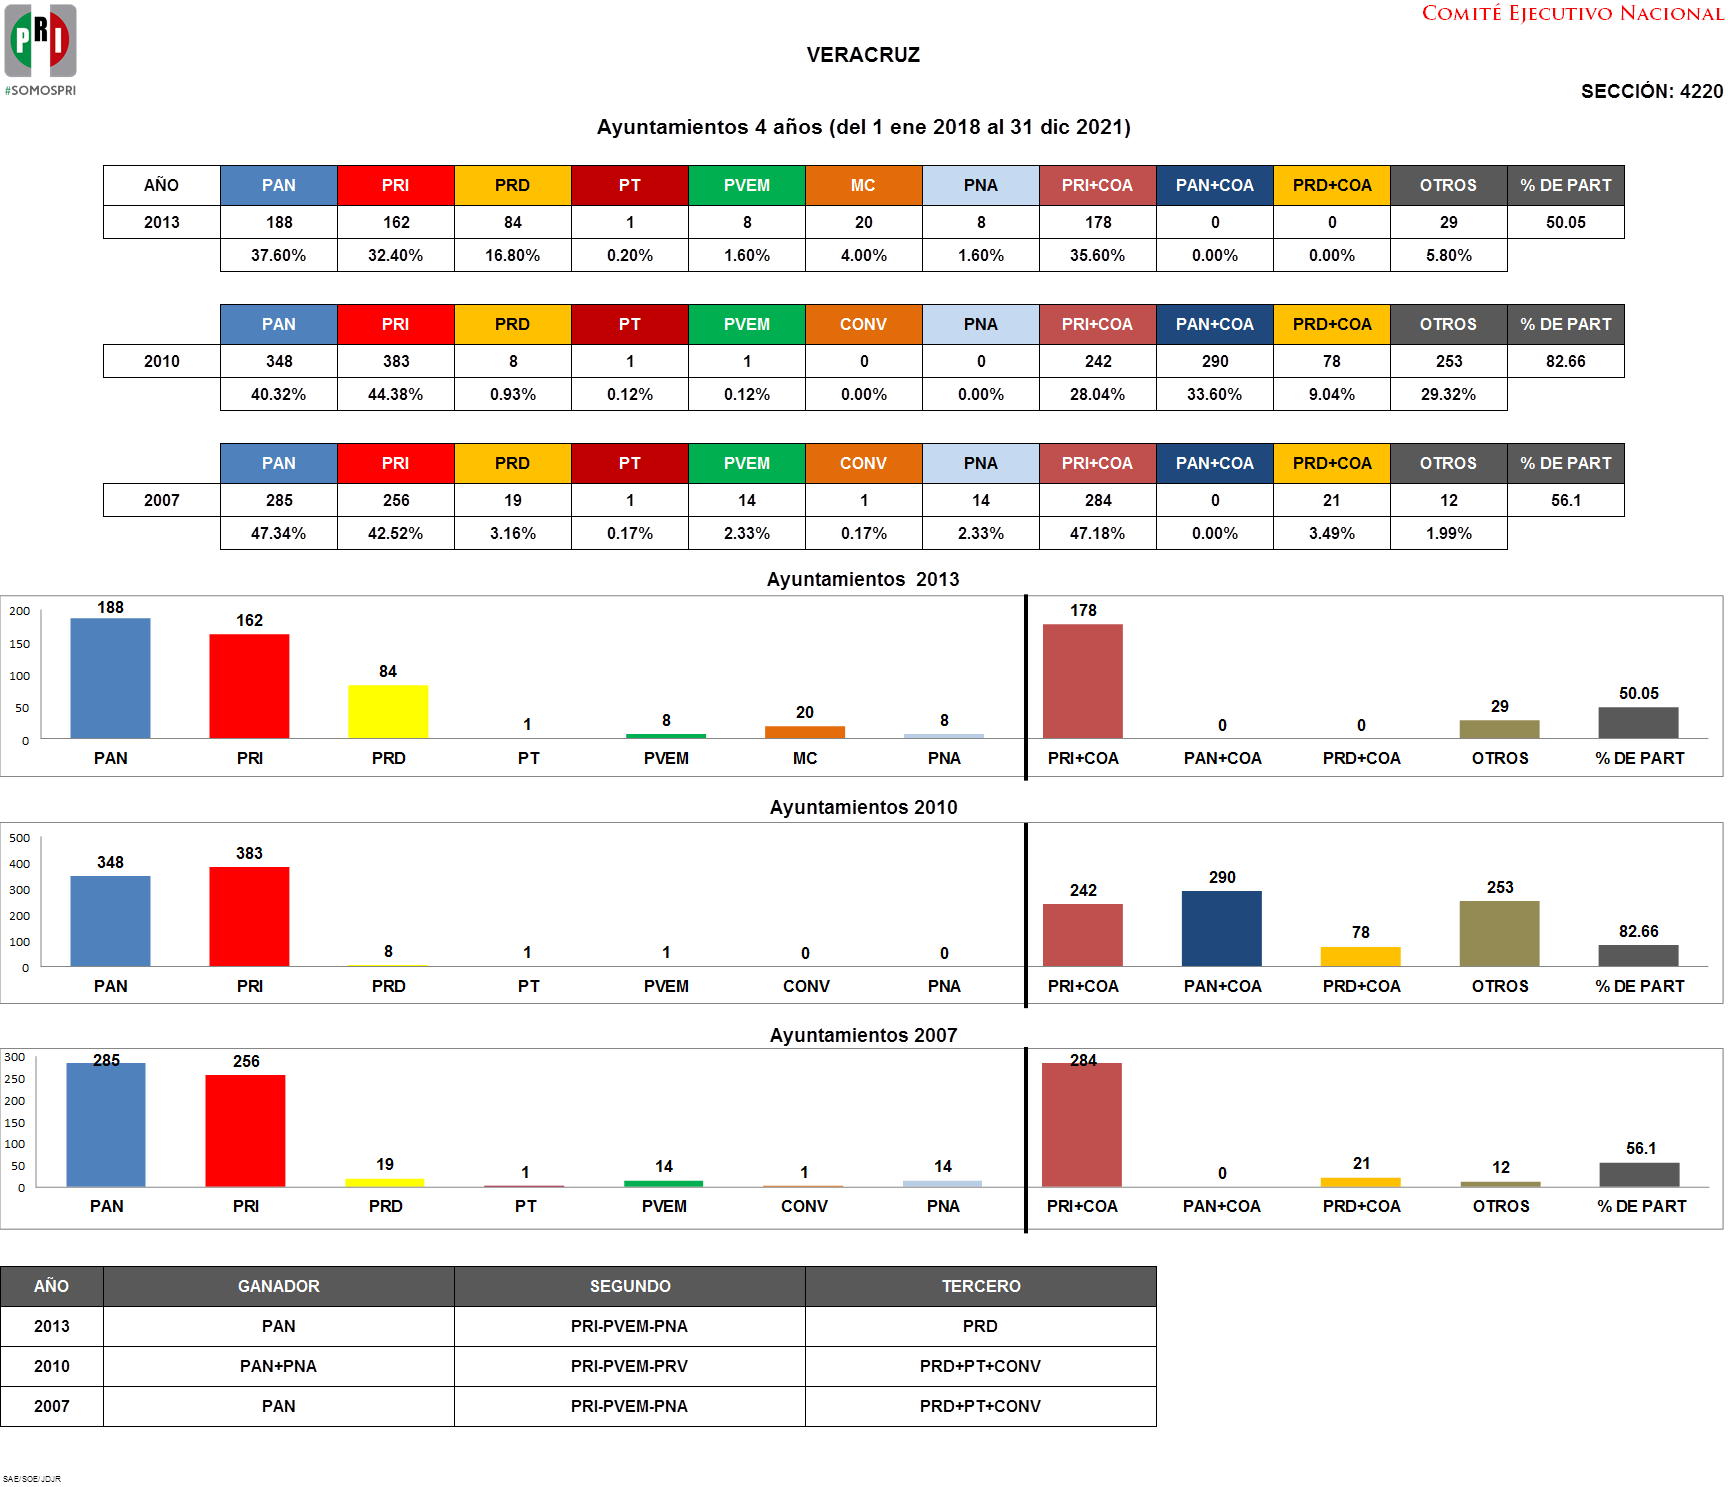 COMITÉ EJECUTIVO NACIONAL
PRI
#SOMOSPRI
VERACRUZ
SECCIÓN: 4220
Ayuntamientos 4 años (del 1 ene 2018 al 31 dic 2021)
AÑO PAN PRI PRD PT PVEM MC PNA PRI+COA PAN+COA PRD+COA OTROS % DE PART
2013 188 162 84 1 8 20 8 178 0 0 29 50.05
37.60% 32.40% 16.80% 0.20% 1.60% 4.00% 1.60% 35.60% 0.00% 0.00% 5.80%
PAN PRI PRD PT PVEM CONV PNA PRI+COA PAN+COA PRD+COA OTROS % DE PART
2010 348 383 8 1 1 0 0 242 290 78 253 82.66
40.32% 44.38% 0.93% 0.12% 0.12% 0.00% 0.00% 28.04% 33.60% 9.04% 29.32%
PAN PRI PRD PT PVEM CONV PNA PRI+COA PAN+COA PRD+COA OTROS % DE PART
2007 285 256 19 1 14 1 14 284 0 21 12 56.1
47.34% 42.52% 3.16% 0.17% 2.33% 0.17% 2.33% 47.18% 0.00% 3.49% 1.99%
Ayuntamientos 2013
200
150
100
50
0
188 162 84 1 8 20 8 178 0 0 29 50.05
PAN PRI PRD PT PVEM MC PNA PRI+COA PAN+COA PRD+COA OTROS % DE PART
Ayuntamientos 2010
500
400
300
200
100
0
348 383 8 1 1 0 0 242 290 78 253 82.66
PAN PRI PRD PT PVEM CONV PNA PRI+COA PAN+COA PRD+COA OTROS % DE PART
Ayuntamientos 2007
300
250
200
150
100
50
0
285 256 19 1 14 1 14 284 0 21 12 56.1
PAN PRI PRD PT PVEM CONV PNA PRI+COA PAN+COA PRD+COA OTROS % DE PART
AÑO GANADOR SEGUNDO TERCERO
2013 PAN PRI-PVEM-PNA PRD
2010 PAN+PNA PRI-PVEM-PRV PRD+PT+CONV
2007 PAN PRI-PVEM-PNA PRD+PT+CONV
SAE/SOE/JDJR